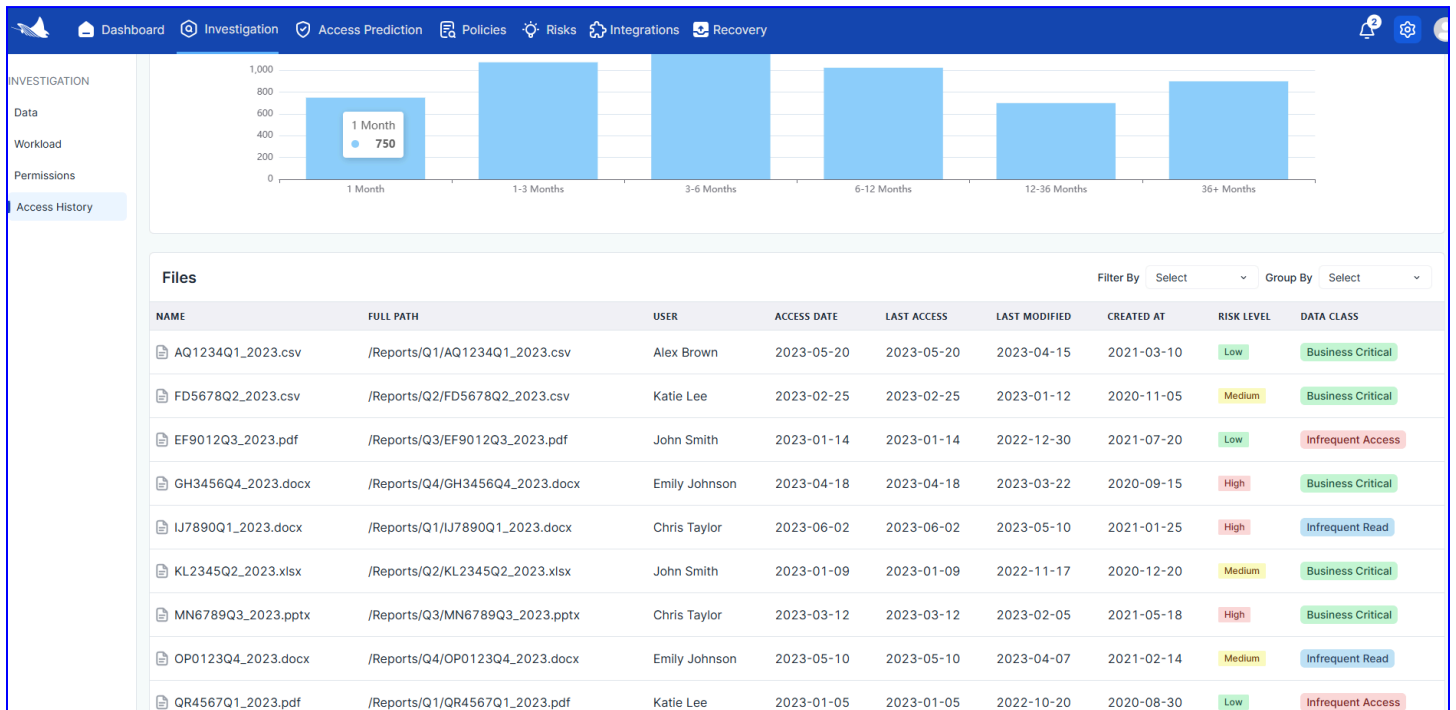 Dashboard Investigation Access Prediction Policies Risks Integrations Recovery 2
INVESTIGATION
Data
Workload
Permissions
Access History
1,000
800
600
400
200
0
1 Month
750
1 Month 1-3 Months 3-6 Months 6-12 Months 12-36 Months 36+ Months
Files Filter By Select Group By Select
NAME FULL PATH USER ACCESS DATE LAST ACCESS LAST MODIFIED CREATED AT RISK LEVEL DATA CLASS
AQ1234Q1_2023.csv /Reports/Q1/AQ1234Q1_2023.csv Alex Brown 2023-05-20 2023-05-20 2023-04-15 2021-03-10 Low Business Critical
FD5678Q2_2023.csv /Reports/Q2/FD5678Q2_2023.csv Katie Lee 2023-02-25 2023-02-25 2023-01-12 2020-11-05 Medium Business Critical
EF9012Q3_2023.pdf /Reports/Q3/EF9012Q3_2023.pdf John Smith 2023-01-14 2023-01-14 2022-12-30 2021-07-20 Low Infrequent Access
GH3456Q4_2023.docx /Reports/Q4/GH3456Q4_2023.docx Emily Johnson 2023-04-18 2023-04-18 2023-03-22 2020-09-15 High Business Critical
IJ7890Q1_2023.docx /Reports/Q1/IJ7890Q1_2023.docx Chris Taylor 2023-06-02 2023-06-02 2023-05-10 2021-01-25 High Infrequent Read
KL2345Q2_2023.xlsx /Reports/Q2/KL2345Q2_2023.xlsx John Smith 2023-01-09 2023-01-09 2022-11-17 2020-12-20 Medium Business Critical
MN6789Q3_2023.pptx /Reports/Q3/MN6789Q3_2023.pptx Chris Taylor 2023-03-12 2023-03-12 2023-02-05 2021-05-18 High Business Critical
OP0123Q4_2023.docx /Reports/Q4/OP0123Q4_2023.docx Emily Johnson 2023-05-10 2023-05-10 2023-04-07 2021-02-14 Medium Infrequent Read
QR4567Q1_2023.pdf /Reports/Q1/QR4567Q1_2023.pdf Katie Lee 2023-01-05 2023-01-05 2022-10-20 2020-08-30 Low Infrequent Access